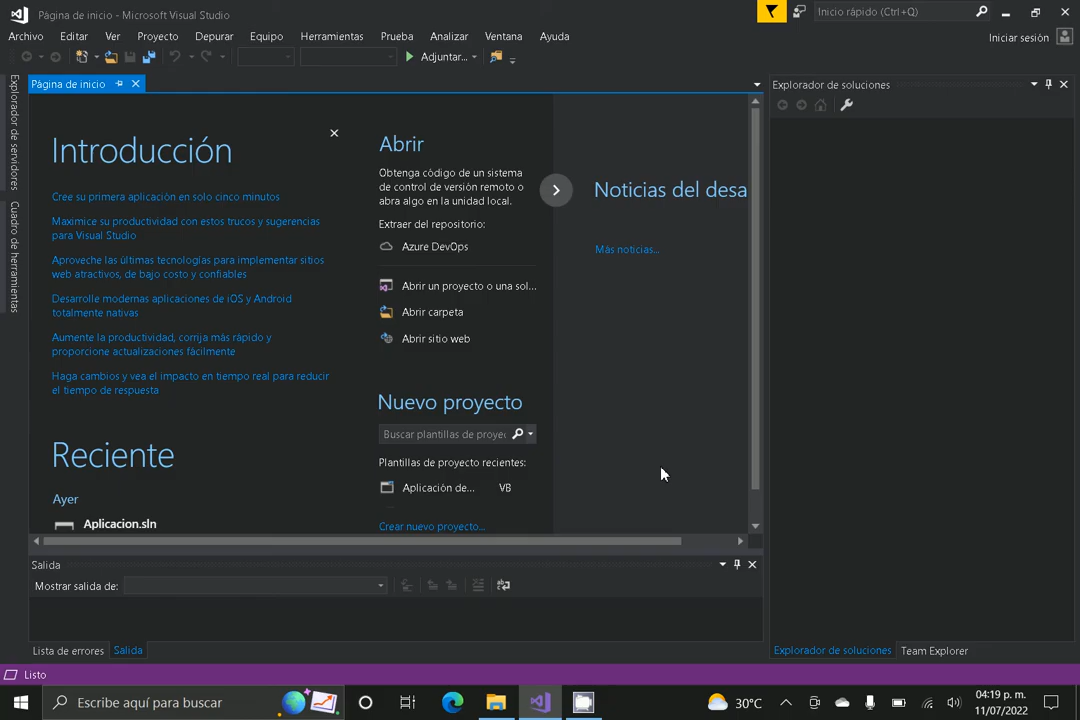 Página de inicio - Microsoft Visual Studio
Inicio rápido (Ctrl+Q)
Archivo Editar Ver Proyecto Depurar Equipo Herramientas Prueba Analizar Ventana Ayuda
Iniciar sesión
Adjuntar...
Explorador de servidores
Cuadro de herramientas
Página de inicio
Introducción
Cree su primera aplicación en solo cinco minutos
Maximice su productividad con estos trucos y sugerencias
para Visual Studio
Aproveche las últimas tecnologías para implementar sitios
web atractivos, de bajo costo y confiables
Desarrolle modernas aplicaciones de iOS y Android
totalmente nativas
Aumente la productividad, corrija más rápido y
proporcione actualizaciones fácilmente
Haga cambios y vea el impacto en tiempo real para reducir
el tiempo de respuesta
Reciente
Ayer
Aplicacion.sln
Abrir
Obtenga código de un sistema
de control de versión remoto o
abra algo en la unidad local.
Extraer del repositorio:
Azure DevOps
Abrir un proyecto o una sol...
Abrir carpeta
Abrir sitio web
Nuevo proyecto
Buscar plantillas de proyec
Plantillas de proyecto recientes:
Aplicación de... VB
Crear nuevo proyecto...
Noticias del desa
Más noticias...
Explorador de soluciones
Salida
Mostrar salida de:
Lista de errores Salida
Explorador de soluciones Team Explorer
Listo
Escribe aquí para buscar
30°C
04:19 p. m.
11/07/2022